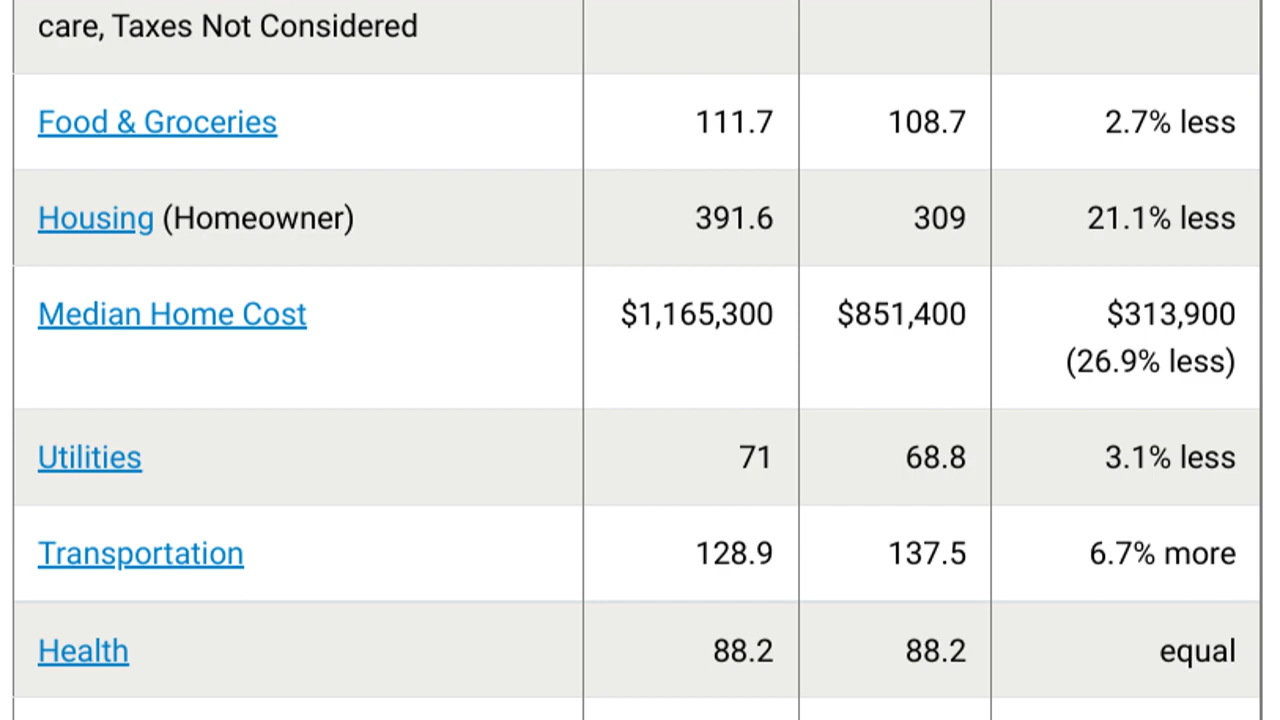 care, Taxes Not Considered
Food & Groceries 111.7 108.7 2.7% less
Housing (Homeowner) 391.6 309 21.1% less
Median Home Cost $1,165,300 $851,400 $313,900
(26.9% less)
Utilities 71 68.8 3.1% less
Transportation 128.9 137.5 6.7% more
Health 88.2 88.2 equal